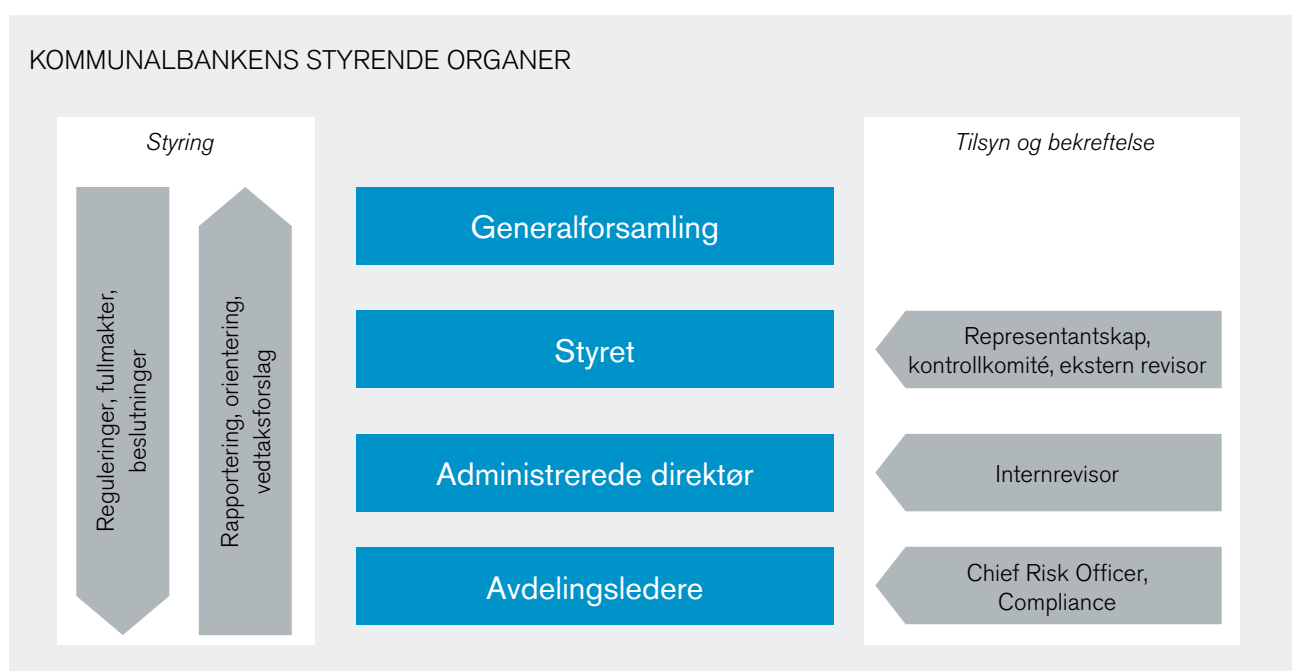 KOMMUNALBANKENS STYRENDE ORGANER
Styring
Reguleringer, fullmakter,
beslutninger
Rapportering, orientering,
vedtaksforslag
Generalforsamling
Styret
Administrerede direktør
Avdelingsledere
Tilsyn og bekreftelse
Representantskap,
kontrollkomité, ekstern revisor
Internrevisor
Chief Risk Officer,
Compliance